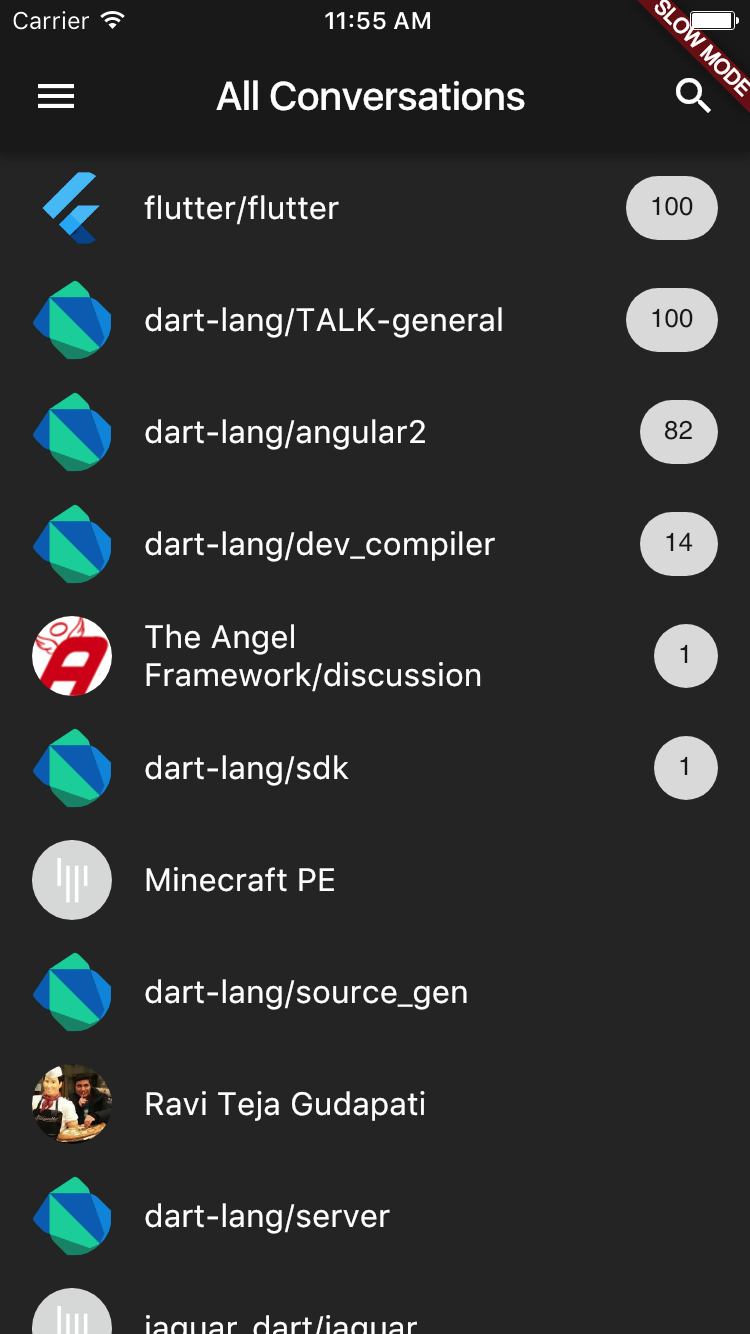 Carrier 11:55 AM
SLOW MODE
All Conversations
flutter/flutter 100
dart-lang/TALK-general 100
dart-lang/angular2 82
dart-lang/dev_compiler 14
The Angel
Framework/discussion 1
dart-lang/sdk 1
Minecraft PE
dart-lang/source_gen
Ravi Teja Gudapati
dart-lang/server
jaguar_dart/jaguar